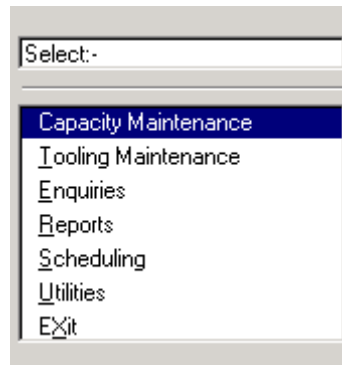 Select:-
Capacity Maintenance
Tooling Maintenance
Enquiries
Reports
Scheduling
Utilities
EXit